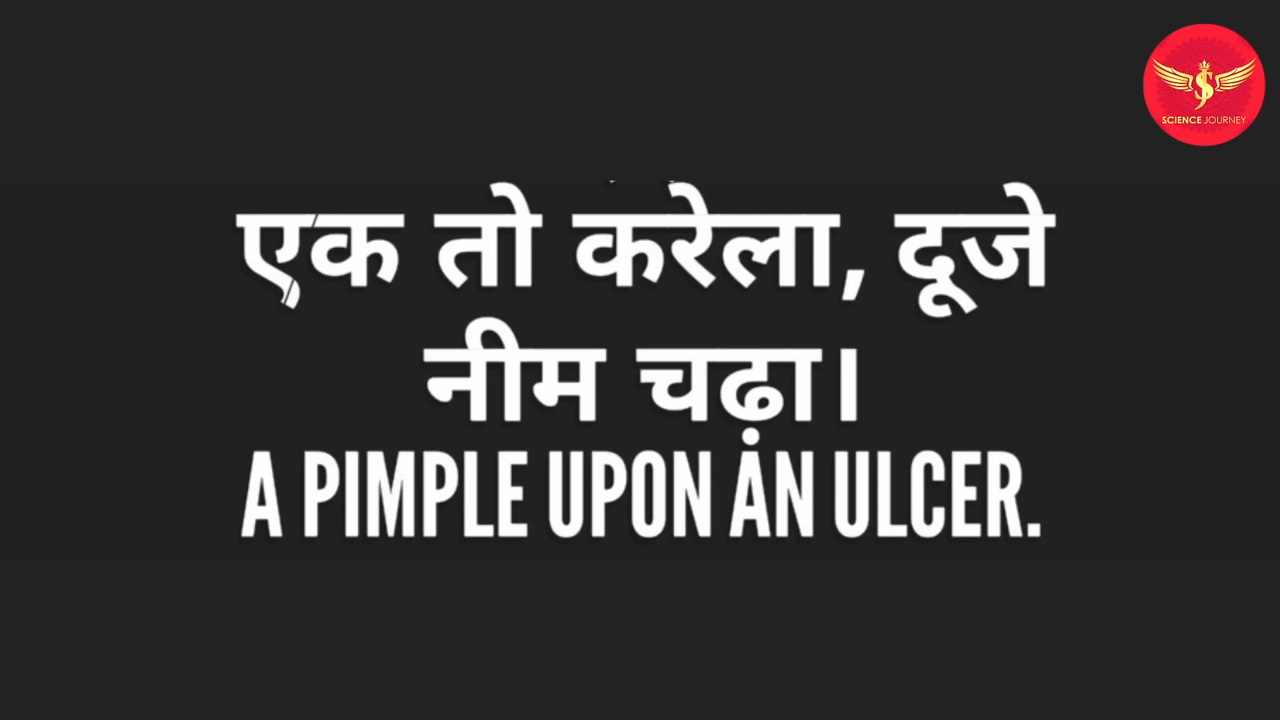 SCIENCE JOURNEY
एक तो करेला, दूजे
नीम चढ़ा।
A PIMPLE UPON AN ULCER.